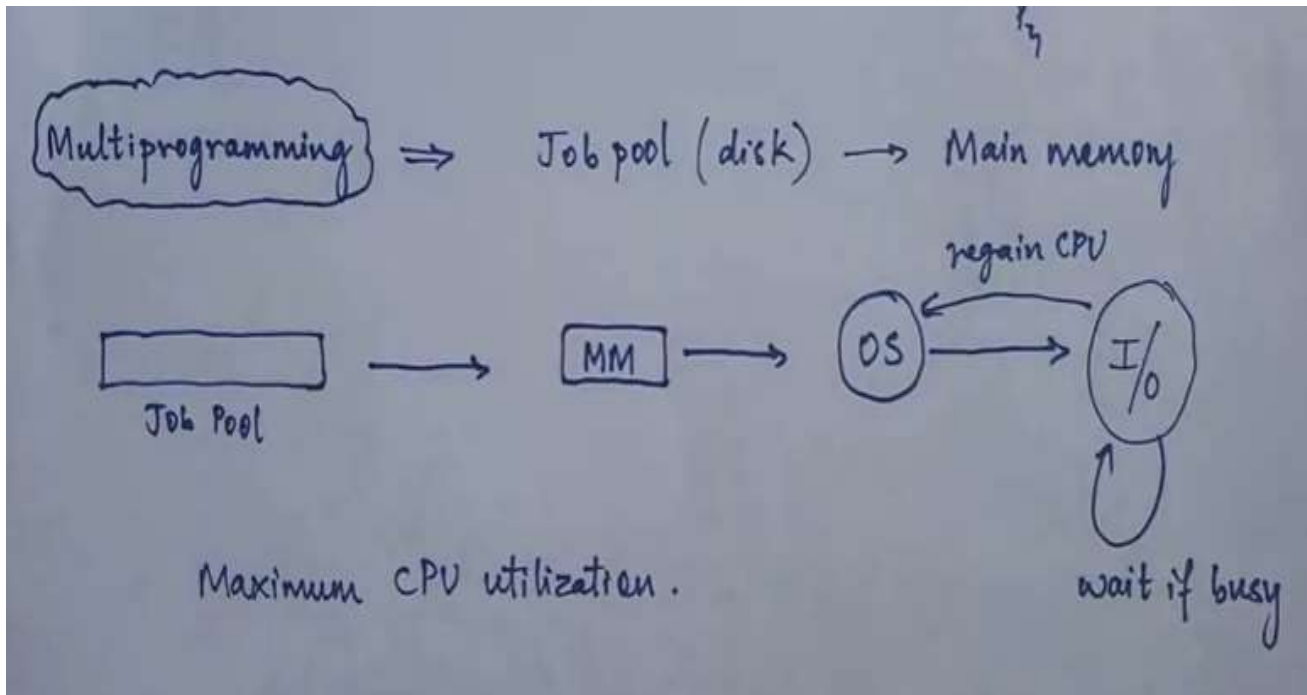 Multiprogramming ⇒ Job pool (disk) → Main memory
regain CPU
MM
OS
I/O
Job Pool
Maximum CPU utilization.
wait if busy